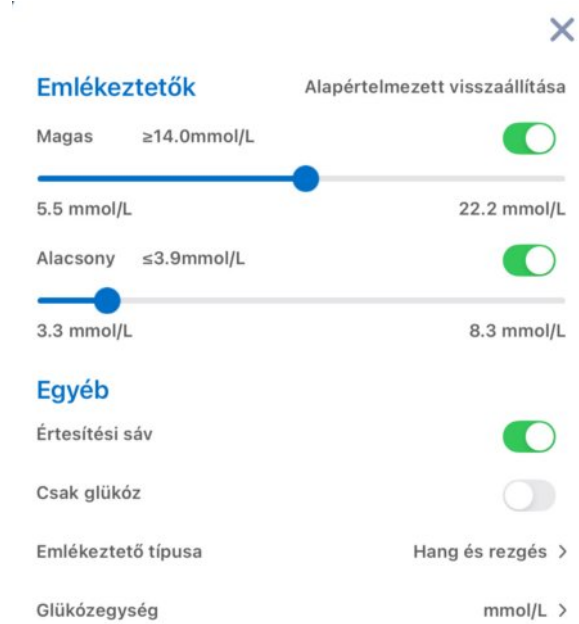 Emlékeztetők Alapértelmezett visszaállítása
Magas ≥14.0mmol/L
5.5 mmol/L 22.2 mmol/L
Alacsony ≤3.9mmol/L
3.3 mmol/L 8.3 mmol/L
Egyéb
Értesítési sáv
Csak glükóz
Emlékeztető típusa Hang és rezgés >
Glükózegység mmol/L >